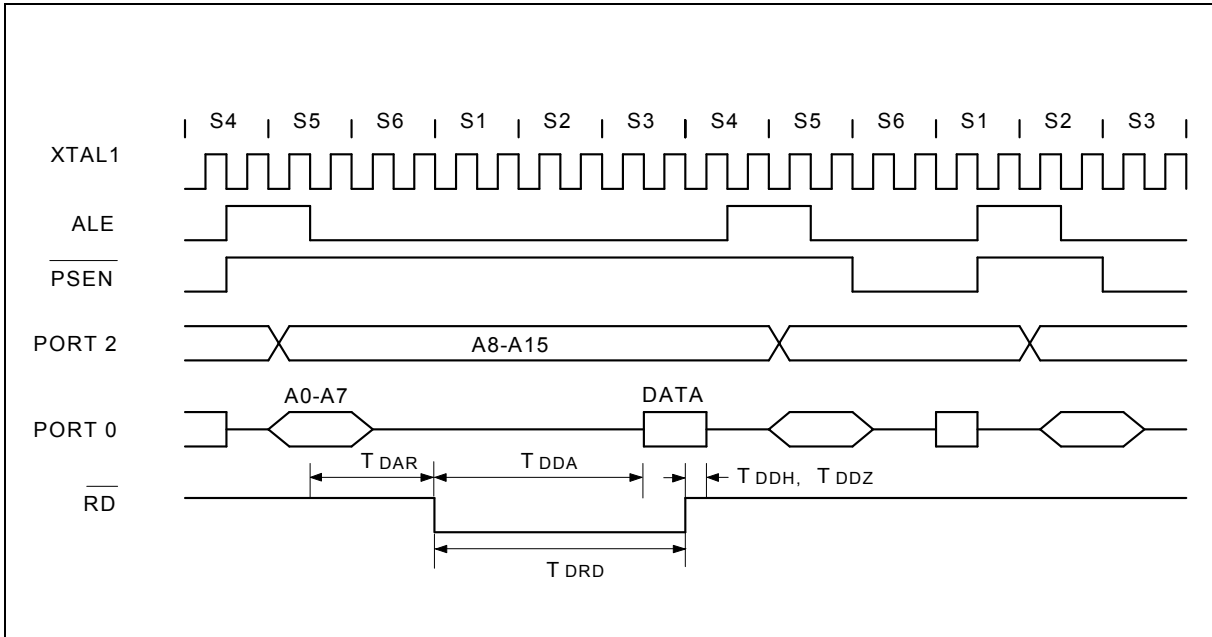 S4 S5 S6 S1 S2 S3 S4 S5 S6 S1 S2 S3
XTAL1
ALE
PSEN
PORT 2
A8-A15
A0-A7
DATA
PORT 0
T DAR
T DDA
T DDH, T DDZ
RD
T DRD